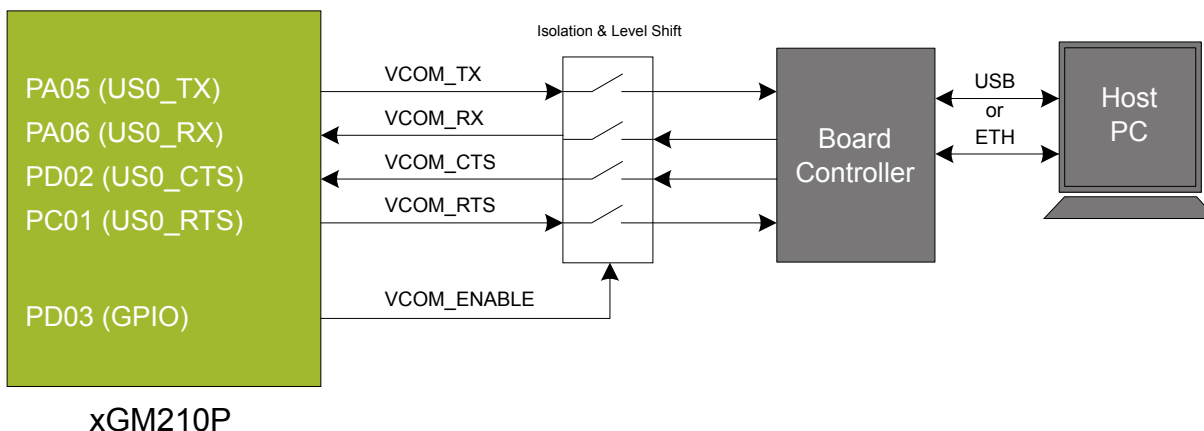 Isolation & Level Shift
PA05 (US0_TX)
VCOM_TX
PA06 (US0_RX)
VCOM_RX
PD02 (US0_CTS)
VCOM_CTS
PC01 (US0_RTS)
VCOM_RTS
PD03 (GPIO)
VCOM_ENABLE
Board
Controller
USB
or
ETH
Host
PC
xGM210P